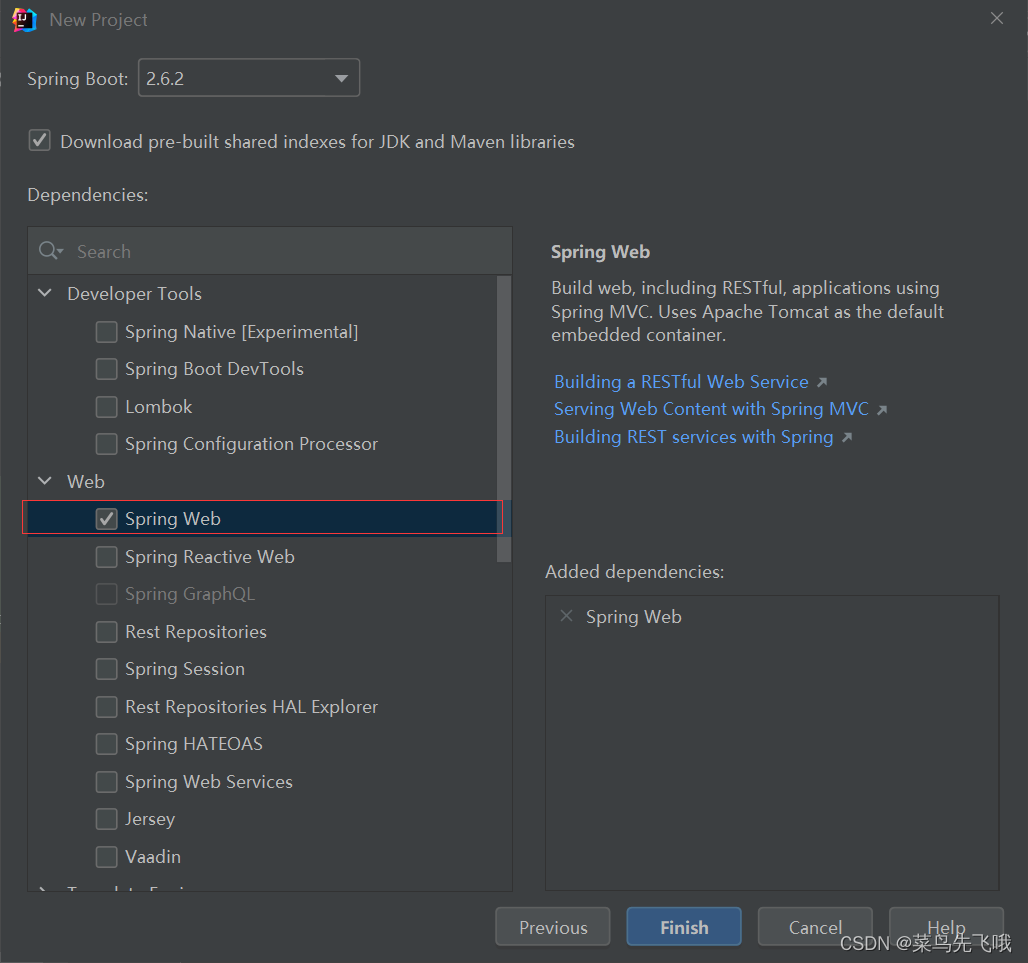 New Project
Spring Boot: 2.6.2
Download pre-built shared indexes for JDK and Maven libraries
Dependencies:
Search
Developer Tools
Spring Native [Experimental]
Spring Boot DevTools
Lombok
Spring Configuration Processor
Web
Spring Web
Spring Reactive Web
Spring GraphQL
Rest Repositories
Spring Session
Rest Repositories HAL Explorer
Spring HATEOAS
Spring Web Services
Jersey
Vaadin
Spring Web
Build web, including RESTful, applications using
Spring MVC. Uses Apache Tomcat as the default
embedded container.
Building a RESTful Web Service
Serving Web Content with Spring MVC
Building REST services with Spring
Added dependencies:
Spring Web
Previous Finish Cancel Help
CSDN @菜鸟先飞哦